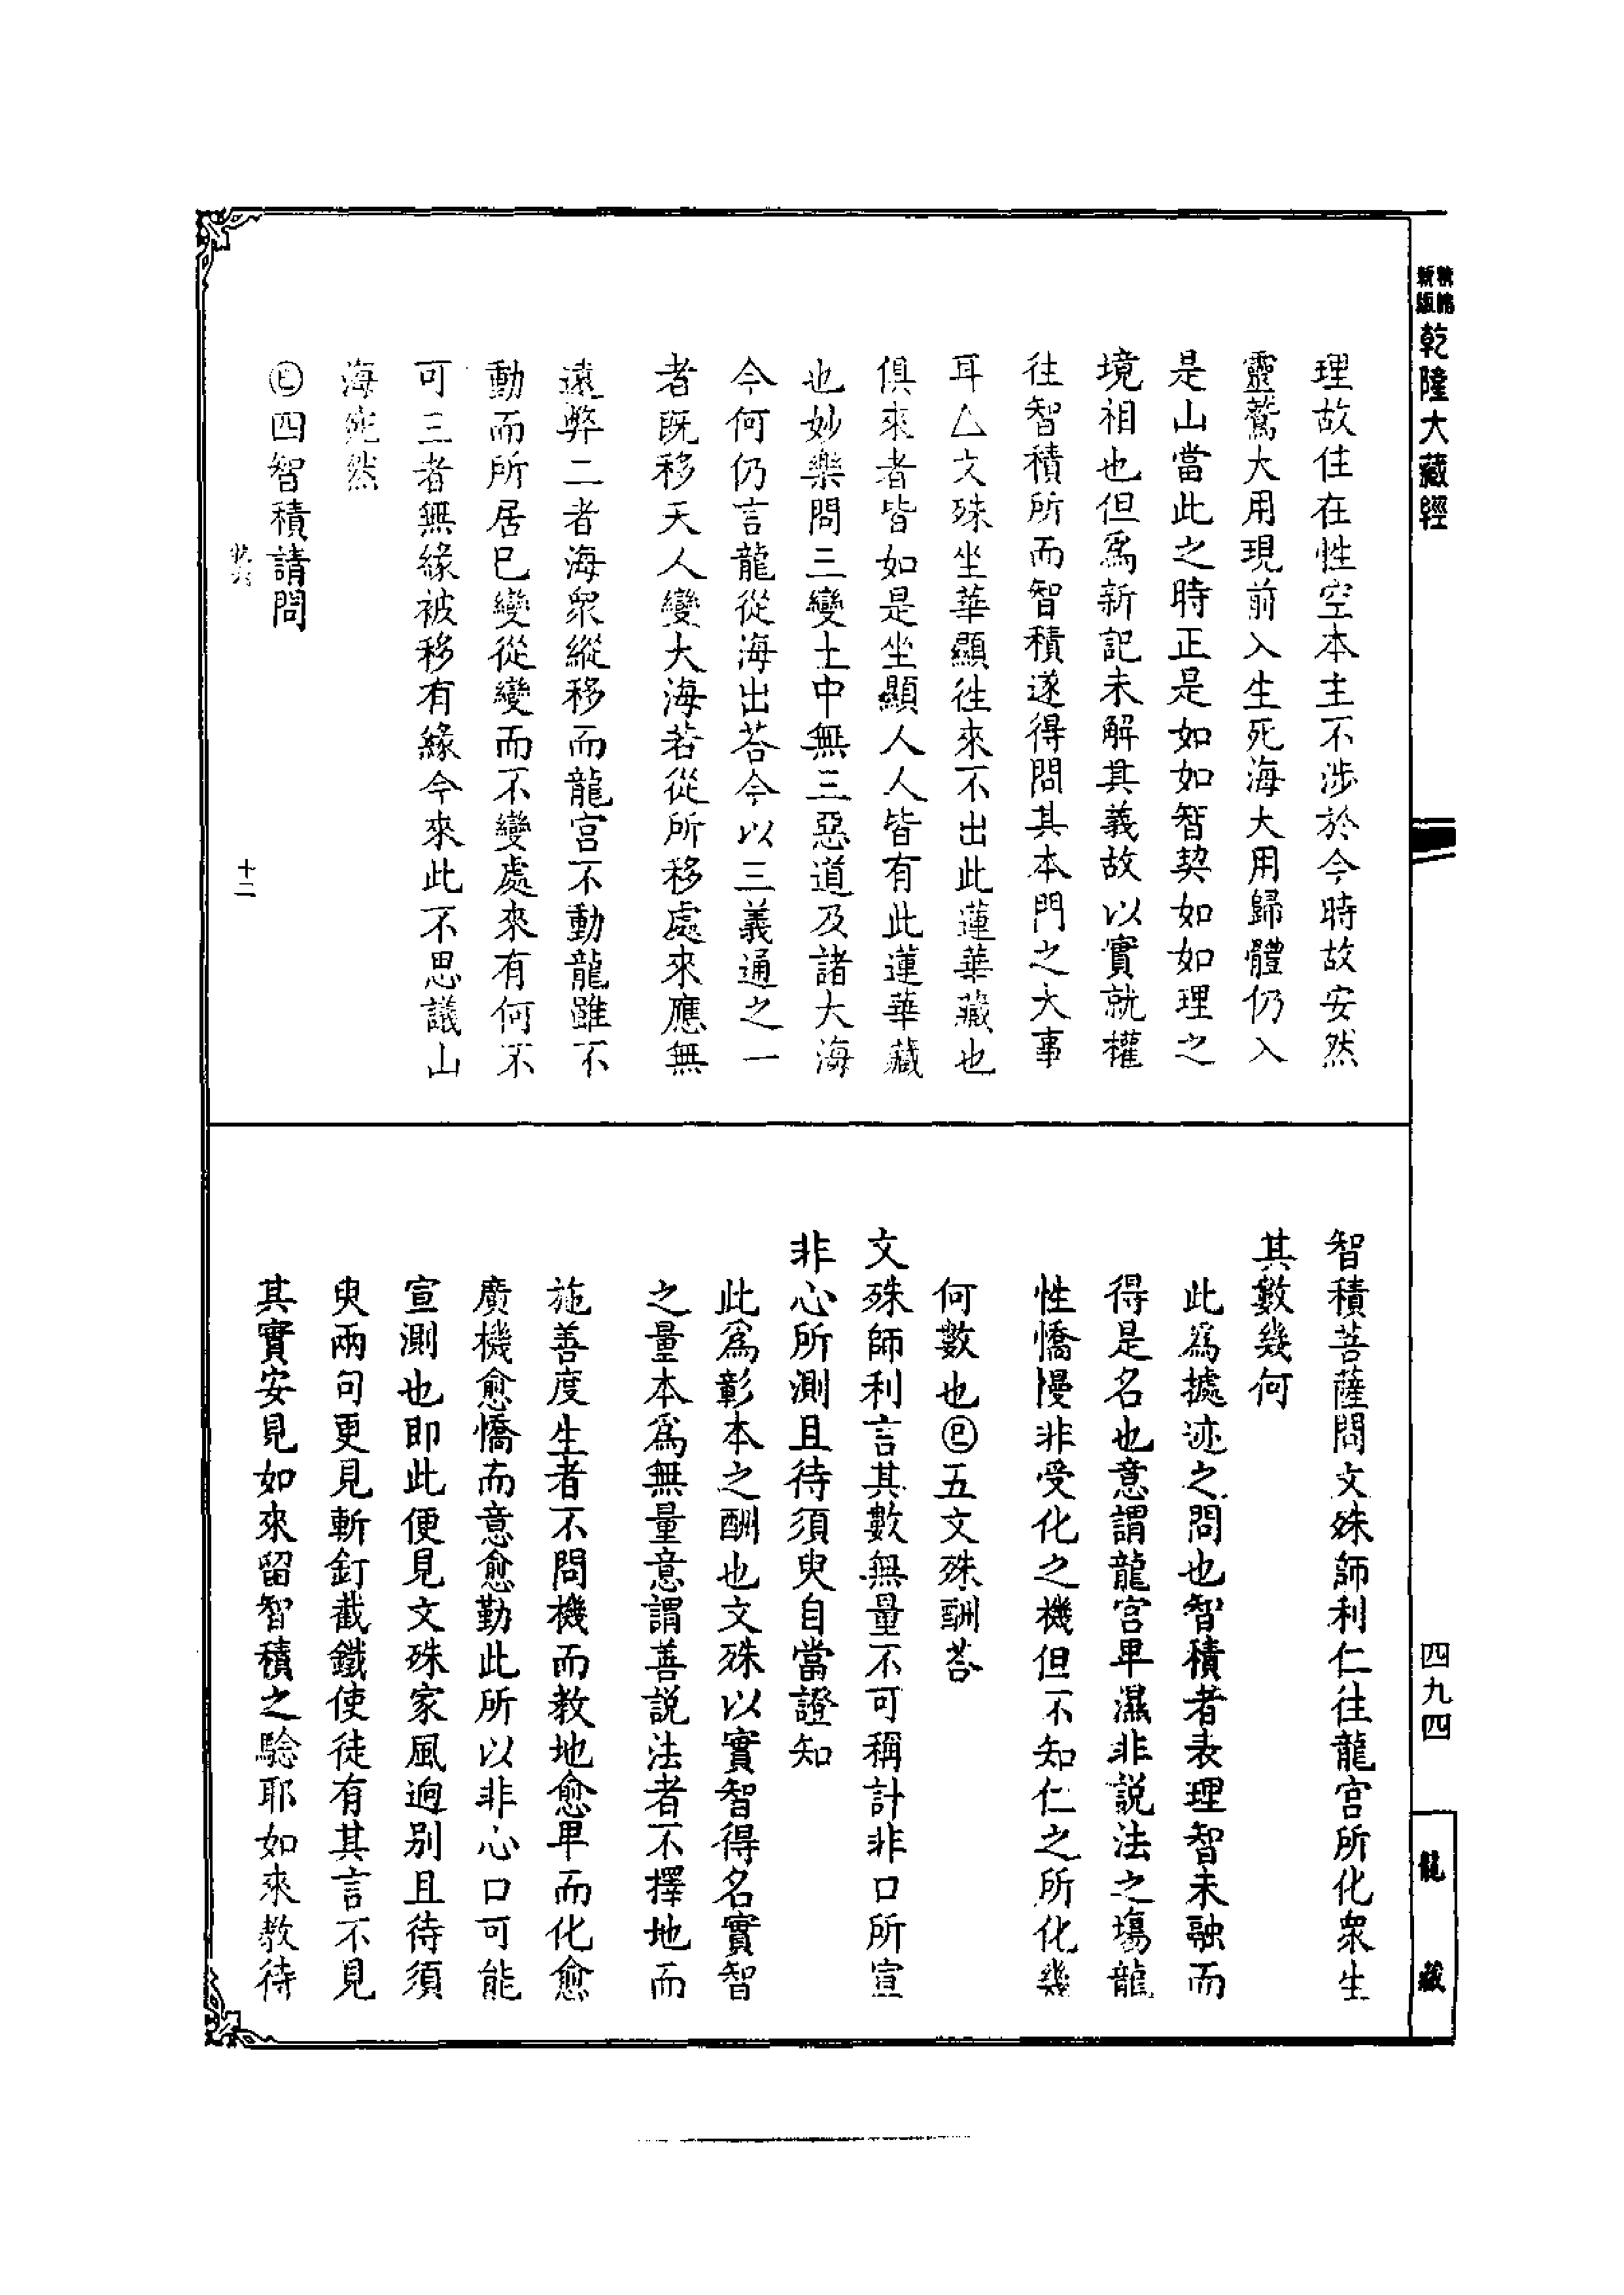 乾隆大藏經
四九四
龍藏
理故住在性空本主不涉於今時故安然
靈鷲大用現前入生死海大用歸體仍入
是山當此之時正是如如智契如如理之
境相也但爲新記未解其義故以實就權
往智積所而智積遂得問其本門之大事
耳△文殊坐華顯往來不出此蓮華藏也
俱來者皆如是坐顯人人皆有此蓮華藏
也妙樂問三變土中無三惡道及諸大海
今何仍言龍從海出荅今以三義通之一
者既移天人變大海若從所移處來應無
遠弊二者海衆縱移而龍宮不動龍雖不
動而所居巳變從變而不變處來有何不
可三者無緣被移有緣今來此不思議山
海宛然
㊋四智積請問
十二
智積菩薩問文殊師利仁往龍宮所化衆生
其數幾何
此爲據迹之問也智積者表理智未融而
得是名也意謂龍宮卑濕非説法之塲龍
性憍慢非受化之機但不知仁之所化幾
何數也㊋五文殊酬荅
文殊師利言其數無量不可稱計非口所宣
非心所測且待須臾自當證知
此爲彰本之酬也文殊以實智得名實智
之量本爲無量意謂善説法者不擇地而
施善度生者不問機而教地愈卑而化愈
廣機愈憍而意愈勤此所以非心口可能
宣測也即此便見文殊家風逈别且待須
臾兩句更見斬釘截鐵使徒有其言不見
其實安見如來留智積之驗耶如來教待